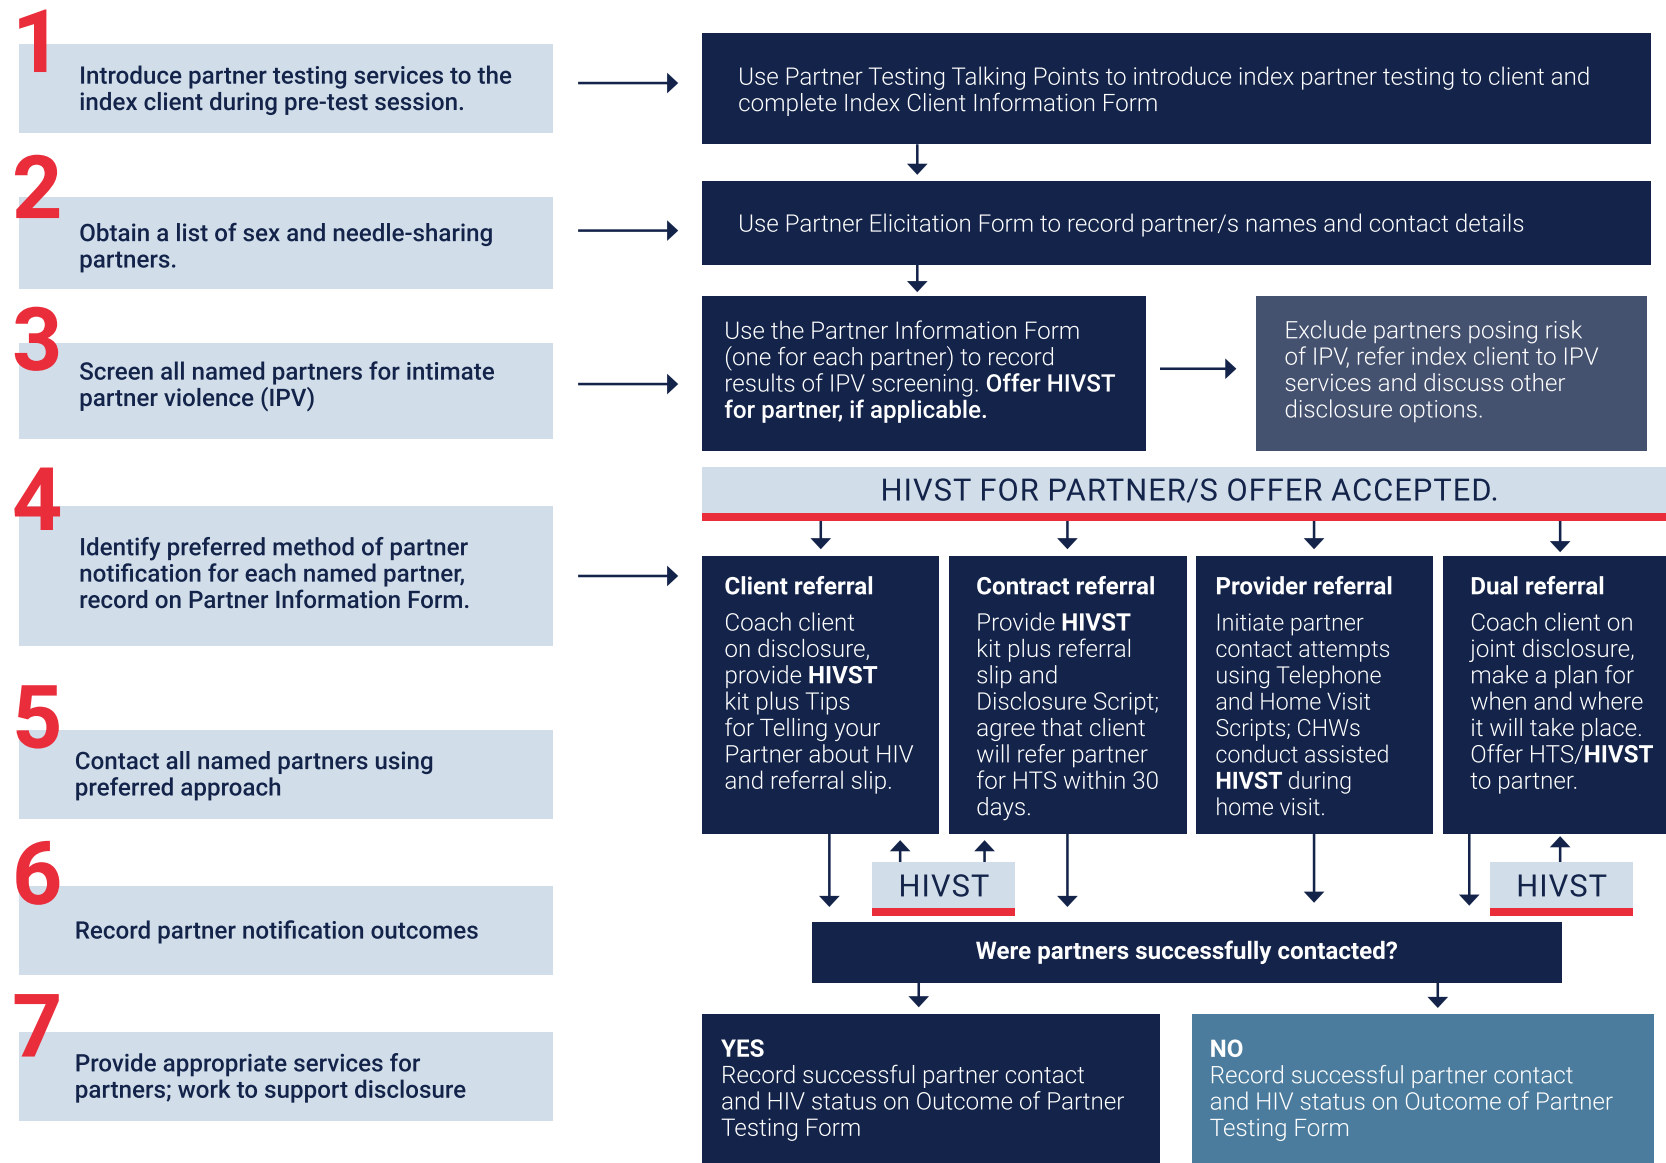 1
Introduce partner testing services to the
index client during pre-test session.
Use Partner Testing Talking Points to introduce index partner testing to client and
complete Index Client Information Form
2
Obtain a list of sex and needle-sharing
partners.
Use Partner Elicitation Form to record partner/s names and contact details
3
Screen all named partners for intimate
partner violence (IPV)
Use the Partner Information Form
(one for each partner) to record
results of IPV screening. Offer HIVST
for partner, if applicable.
Exclude partners posing risk
of IPV, refer index client to IPV
services and discuss other
disclosure options.
HIVST FOR PARTNER/S OFFER ACCEPTED.
4
Identify preferred method of partner
notification for each named partner,
record on Partner Information Form.
Client referral
Coach client
on disclosure,
provide HIVST
kit plus Tips
for Telling your
Partner about HIV
and referral slip.
Contract referral
Provide HIVST
kit plus referral
slip and
Disclosure Script;
agree that client
will refer partner
for HTS within 30
days.
Provider referral
Initiate partner
contact attempts
using Telephone
and Home Visit
Scripts; CHWs
conduct assisted
HIVST during
home visit.
Dual referral
Coach client on
joint disclosure,
make a plan for
when and where
it will take place.
Offer HTS/HIVST
to partner.
5
Contact all named partners using
preferred approach
HIVST
HIVST
6
Record partner notification outcomes
Were partners successfully contacted?
7
Provide appropriate services for
partners; work to support disclosure
YES
Record successful partner contact
and HIV status on Outcome of Partner
Testing Form
NO
Record successful partner contact
and HIV status on Outcome of Partner
Testing Form